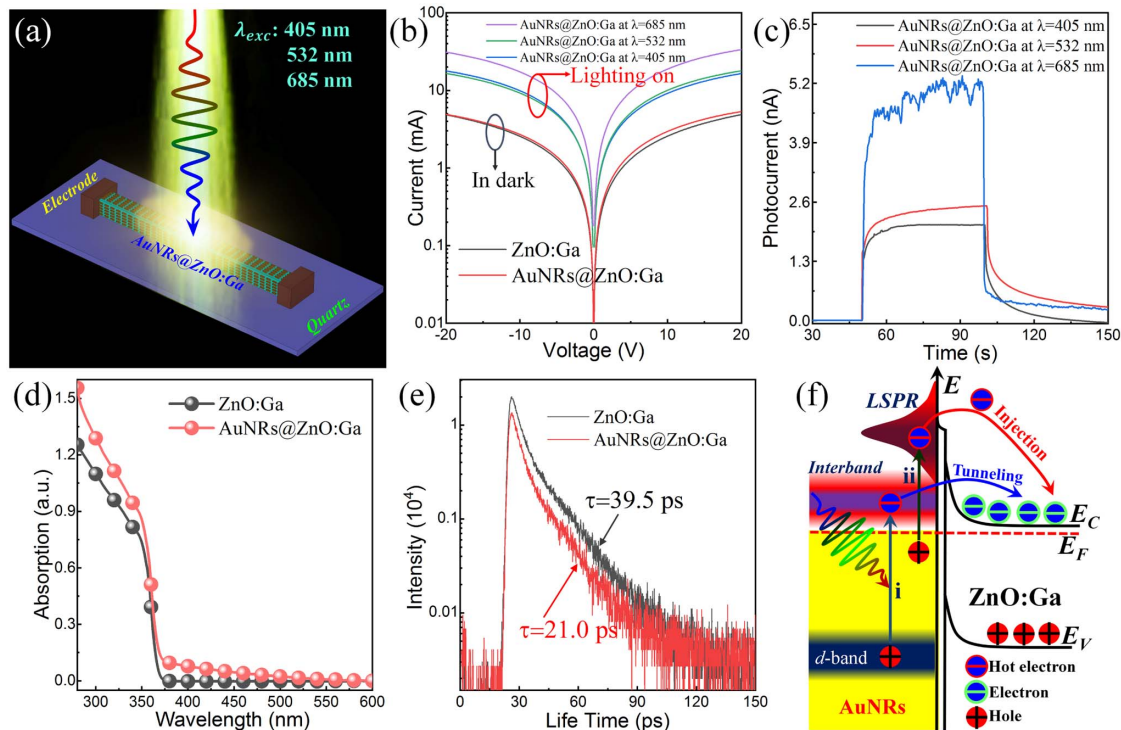 (a)
λexc: 405 nm
532 nm
685 nm
Electrode
AuNRs@ZnO:Ga
Quartz
(b)
Current (mA)
100
10
1
0.1
0.01
AuNRs@ZnO:Ga at λ=685 nm
AuNRs@ZnO:Ga at λ=532 nm
AuNRs@ZnO:Ga at λ=405 nm
Lighting on
In dark
ZnO:Ga
AuNRs@ZnO:Ga
-20 -10 0 10 20
Voltage (V)
(c)
Photocurrent (nA)
6.5
5.2
3.9
2.6
1.3
0.0
AuNRs@ZnO:Ga at λ=405 nm
AuNRs@ZnO:Ga at λ=532 nm
AuNRs@ZnO:Ga at λ=685 nm
30 60 90 120 150
Time (s)
(d)
Absorption (a.u.)
1.5
1.2
0.9
0.6
0.3
0.0
ZnO:Ga
AuNRs@ZnO:Ga
300 350 400 450 500 550 600
Wavelength (nm)
(e)
Intensity (10⁴)
1
0.1
0.01
ZnO:Ga
AuNRs@ZnO:Ga
τ=39.5 ps
τ=21.0 ps
0 30 60 90 120 150
Life Time (ps)
(f)
E
LSPR
Injection
Interband
ii
Tunneling
EC
EF
i
ZnO:Ga
EV
d-band
AuNRs
Hot electron
Electron
Hole